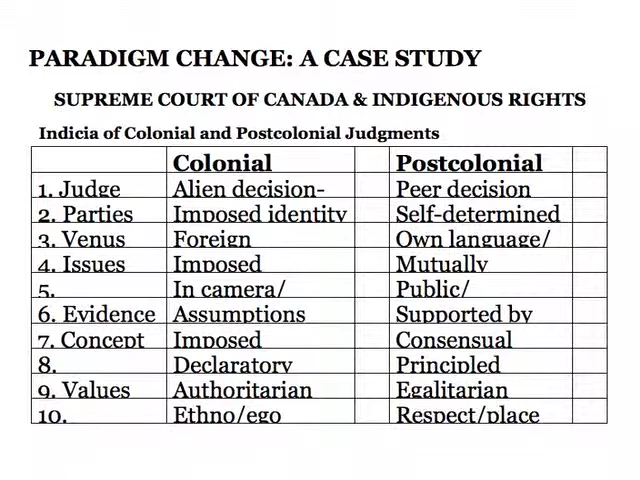 PARADIGM CHANGE: A CASE STUDY
SUPREME COURT OF CANADA & INDIGENOUS RIGHTS
Indicia of Colonial and Postcolonial Judgments
Colonial Postcolonial
1. Judge Alien decision- Peer decision
2. Parties Imposed identity Self-determined
3. Venus Foreign Own language/
4. Issues Imposed Mutually
5. In camera/ Public/
6. Evidence Assumptions Supported by
7. Concept Imposed Consensual
8. Declaratory Principled
9. Values Authoritarian Egalitarian
10. Ethno/ego Respect/place